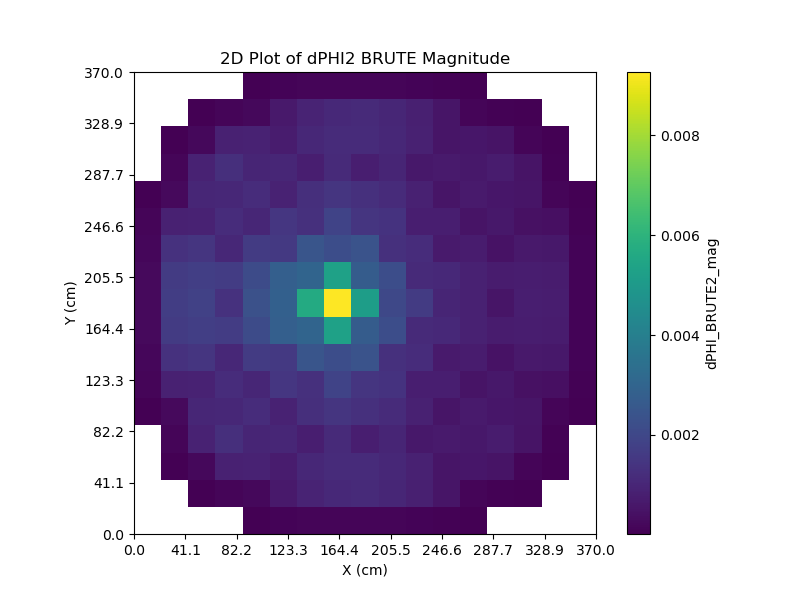 2D Plot of dPHI2 BRUTE Magnitude
370.0
328.9
287.7
246.6
205.5
164.4
123.3
82.2
41.1
0.0
Y (cm)
0.0 41.1 82.2 123.3 164.4 205.5 246.6 287.7 328.9 370.0
X (cm)
0.008
0.006
0.004
0.002
dPHI_BRUTE2_mag